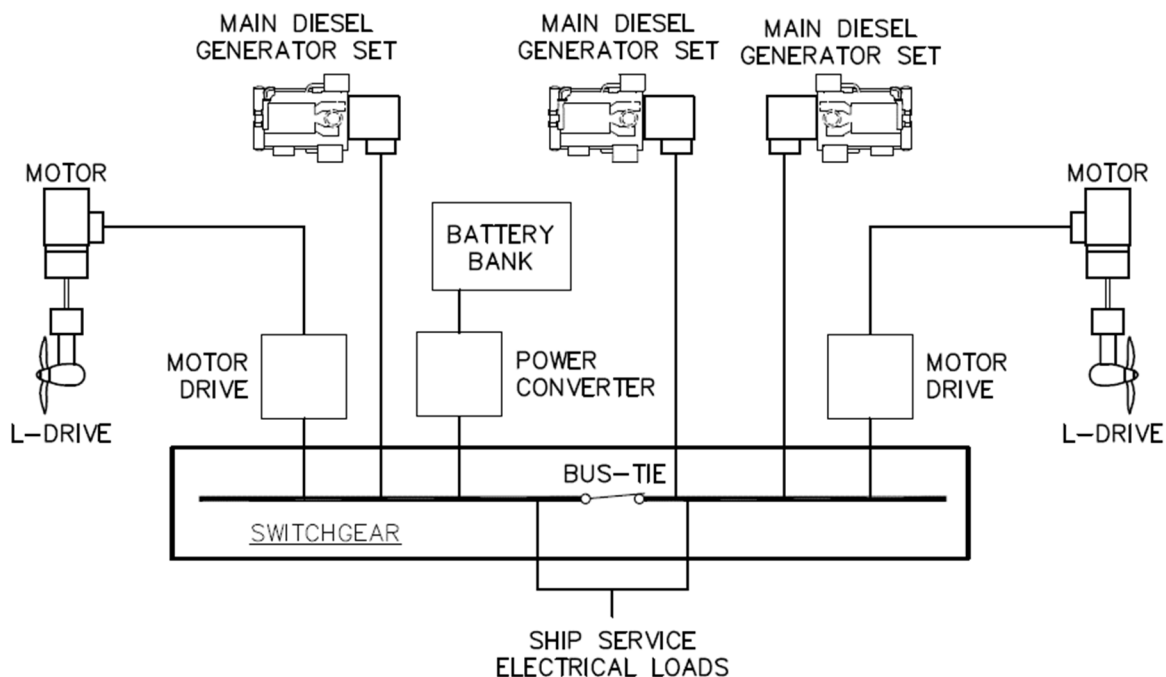 MAIN DIESEL
GENERATOR SET
MAIN DIESEL
GENERATOR SET
MAIN DIESEL
GENERATOR SET
MOTOR
MOTOR
BATTERY
BANK
MOTOR
DRIVE
POWER
CONVERTER
MOTOR
DRIVE
L-DRIVE
L-DRIVE
BUS-TIE
SWITCHGEAR
SHIP SERVICE
ELECTRICAL LOADS